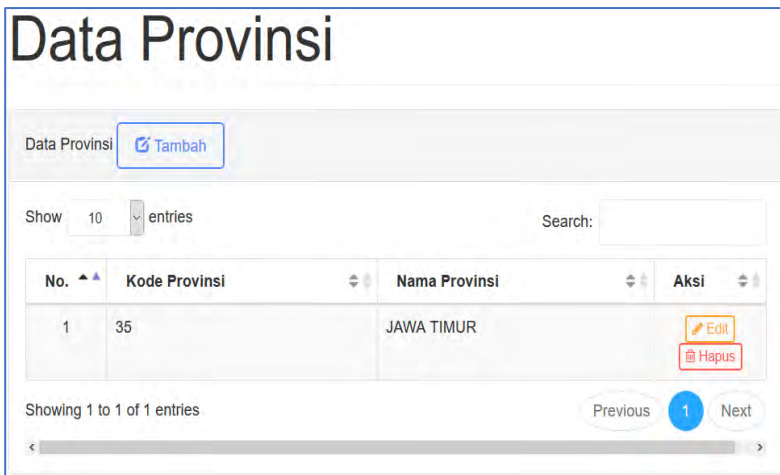 Data Provinsi
Data Provinsi Tambah
Show 10 entries Search:
No. Kode Provinsi Nama Provinsi Aksi
1 35 JAWA TIMUR Edit
Hapus
Showing 1 to 1 of 1 entries Previous 1 Next